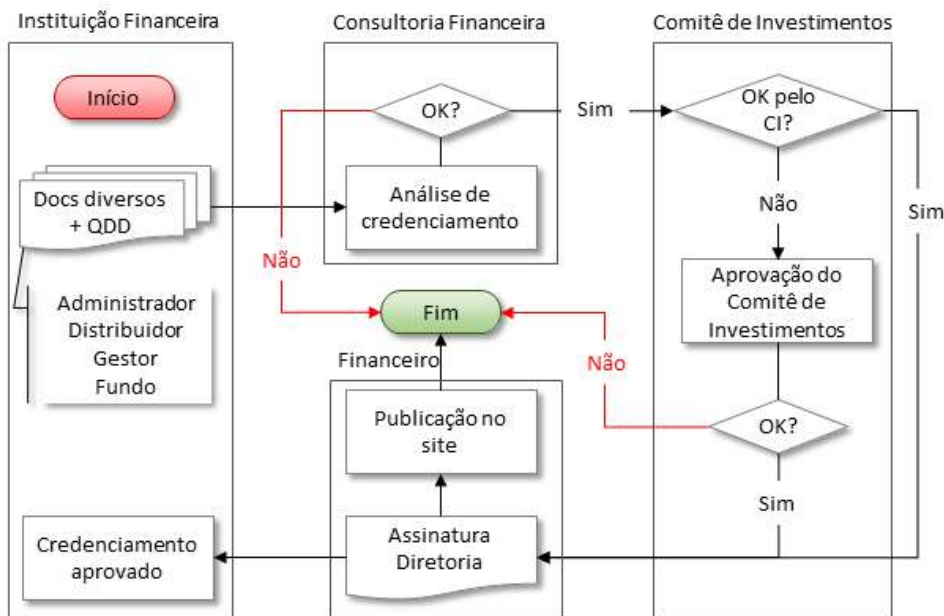 Instituição Financeira
Início
Docs diversos
+ QDD
Administrador
Distribuidor
Gestor
Fundo
Credenciamento
aprovado
Consultoria Financeira
OK?
Sim
Análise de
credenciamento
Não
Fim
Financeiro
Publicação no
site
Assinatura
Diretoria
Comitê de Investimentos
OK pelo
CI?
Não
Sim
Aprovação do
Comitê de
Investimentos
Não
OK?
Sim